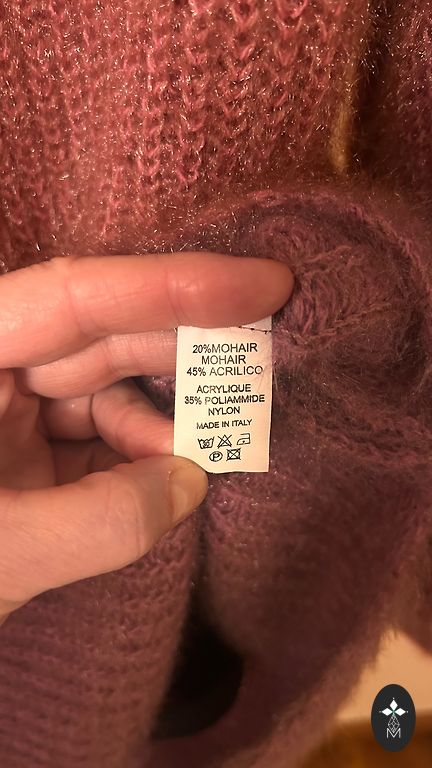 20%MOHAIR
MOHAIR
45% ACRILICO
ACRYLIQUE
35% POLIAMMIDE
NYLON
MADE IN ITALY
P
M